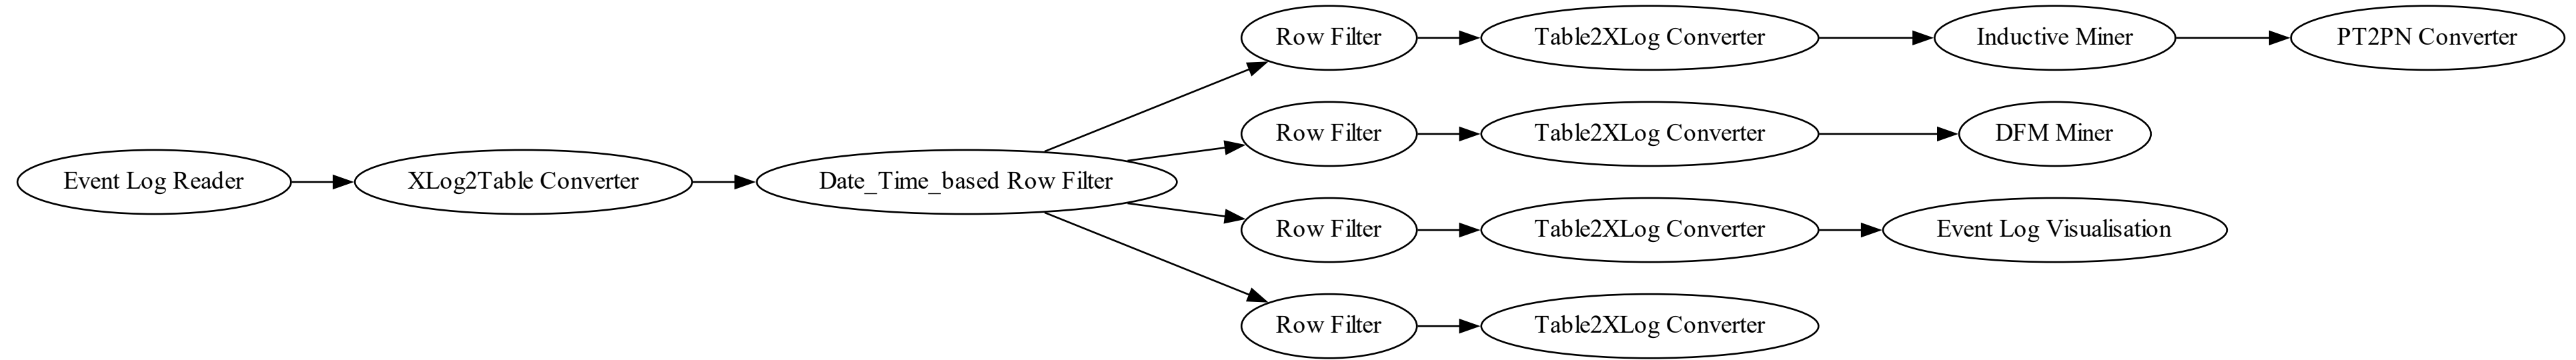 Row Filter
Table2XLog Converter
Inductive Miner
PT2PN Converter
Row Filter
Table2XLog Converter
DFM Miner
Event Log Reader
XLog2Table Converter
Date_Time_based Row Filter
Row Filter
Table2XLog Converter
Event Log Visualisation
Row Filter
Table2XLog Converter